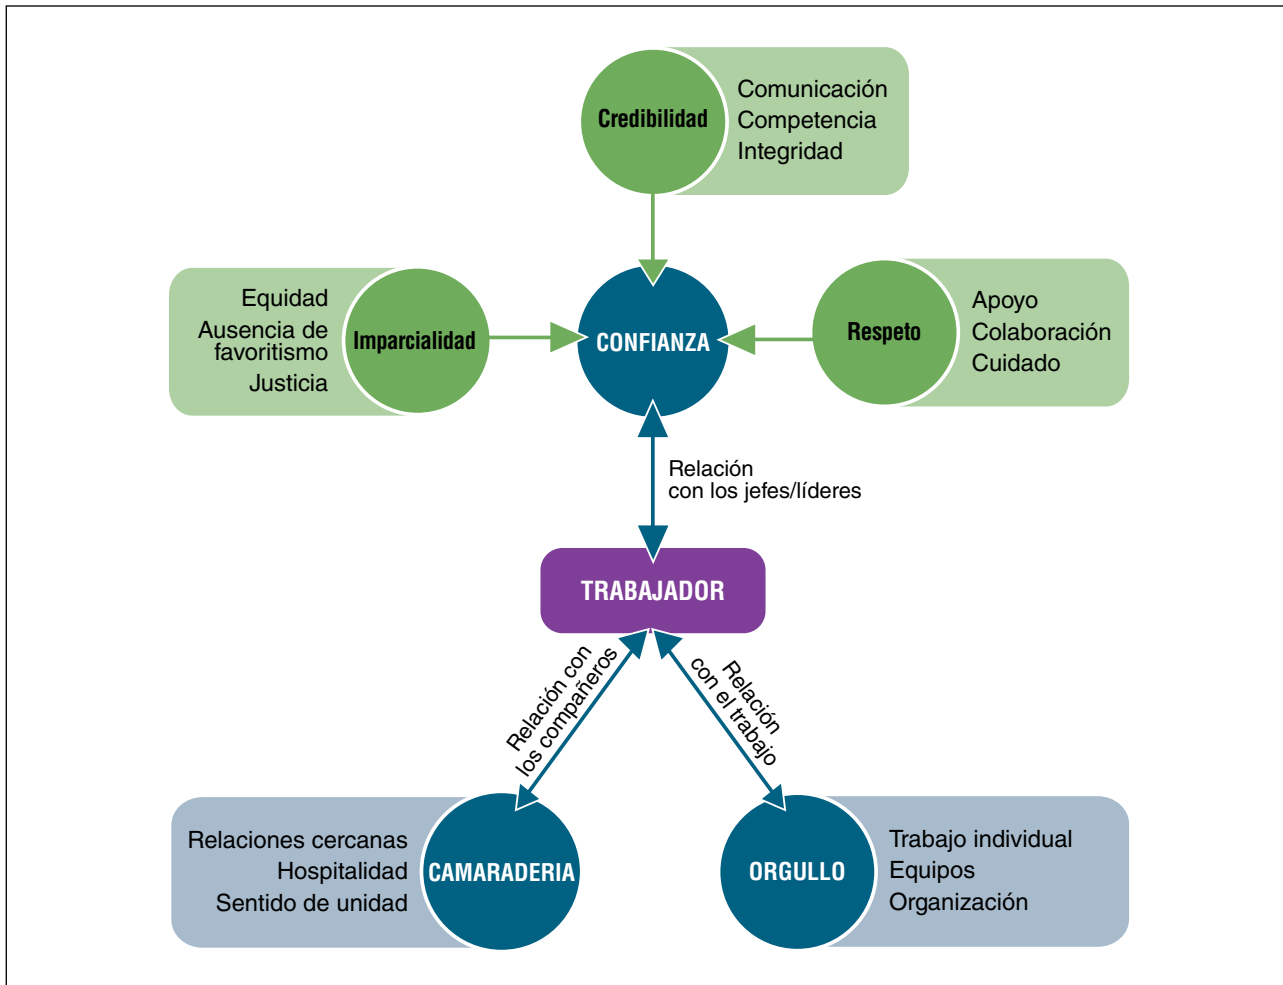 Credibilidad
Comunicación
Competencia
Integridad
Equidad
Ausencia de
favoritismo
Justicia
Imparcialidad
CONFIANZA
Respeto
Apoyo
Colaboración
Cuidado
Relación
con los jefes/líderes
TRABAJADOR
Relación con
los compañeros
Relación
con el trabajo
Relaciones cercanas
Hospitalidad
Sentido de unidad
CAMARADERIA
ORGULLO
Trabajo individual
Equipos
Organización